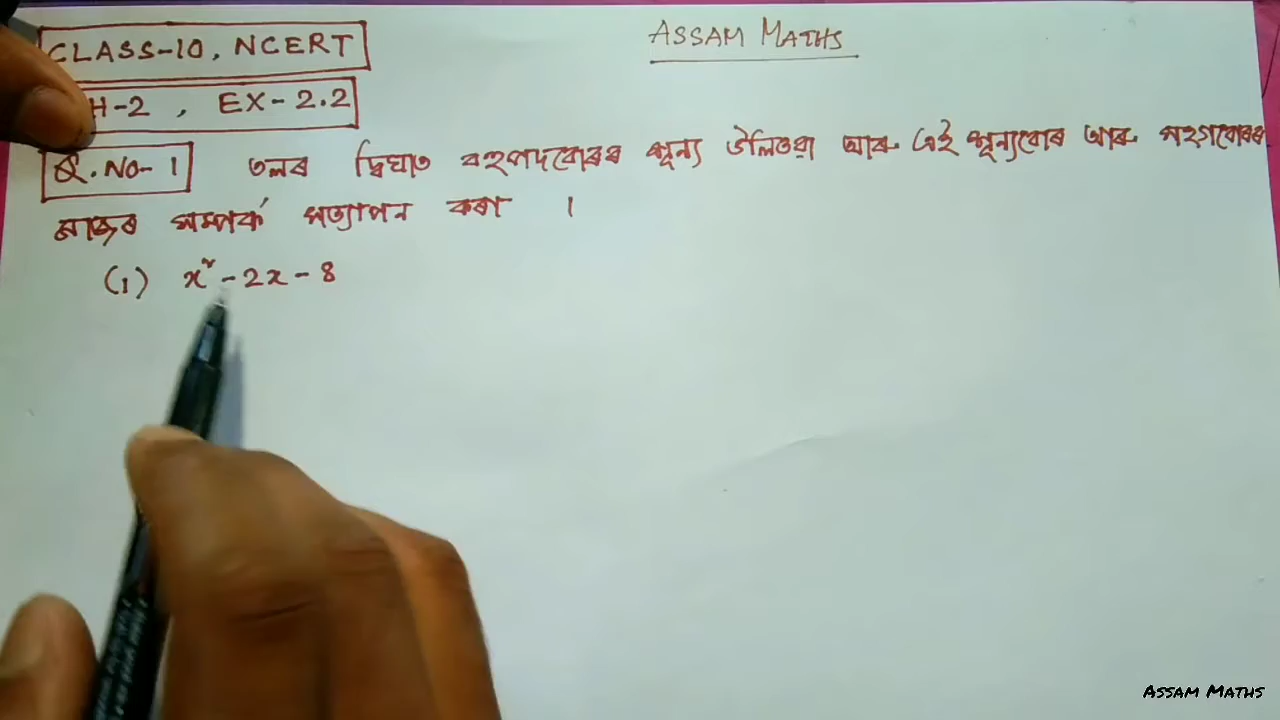 ASSAM MATHS
CLASS-10, NCERT
H-2 , EX-2.2
Q.NO-1 তলৰ দ্বিঘাত বহুপদবোৰৰ শূন্য উলিওৱা আৰু এই শূন্যবোৰ আৰু সহগবোৰৰ
মাজৰ সম্পৰ্ক সত্যাপন কৰা ।
(i) x² - 2x - 8
ASSAM MATHS